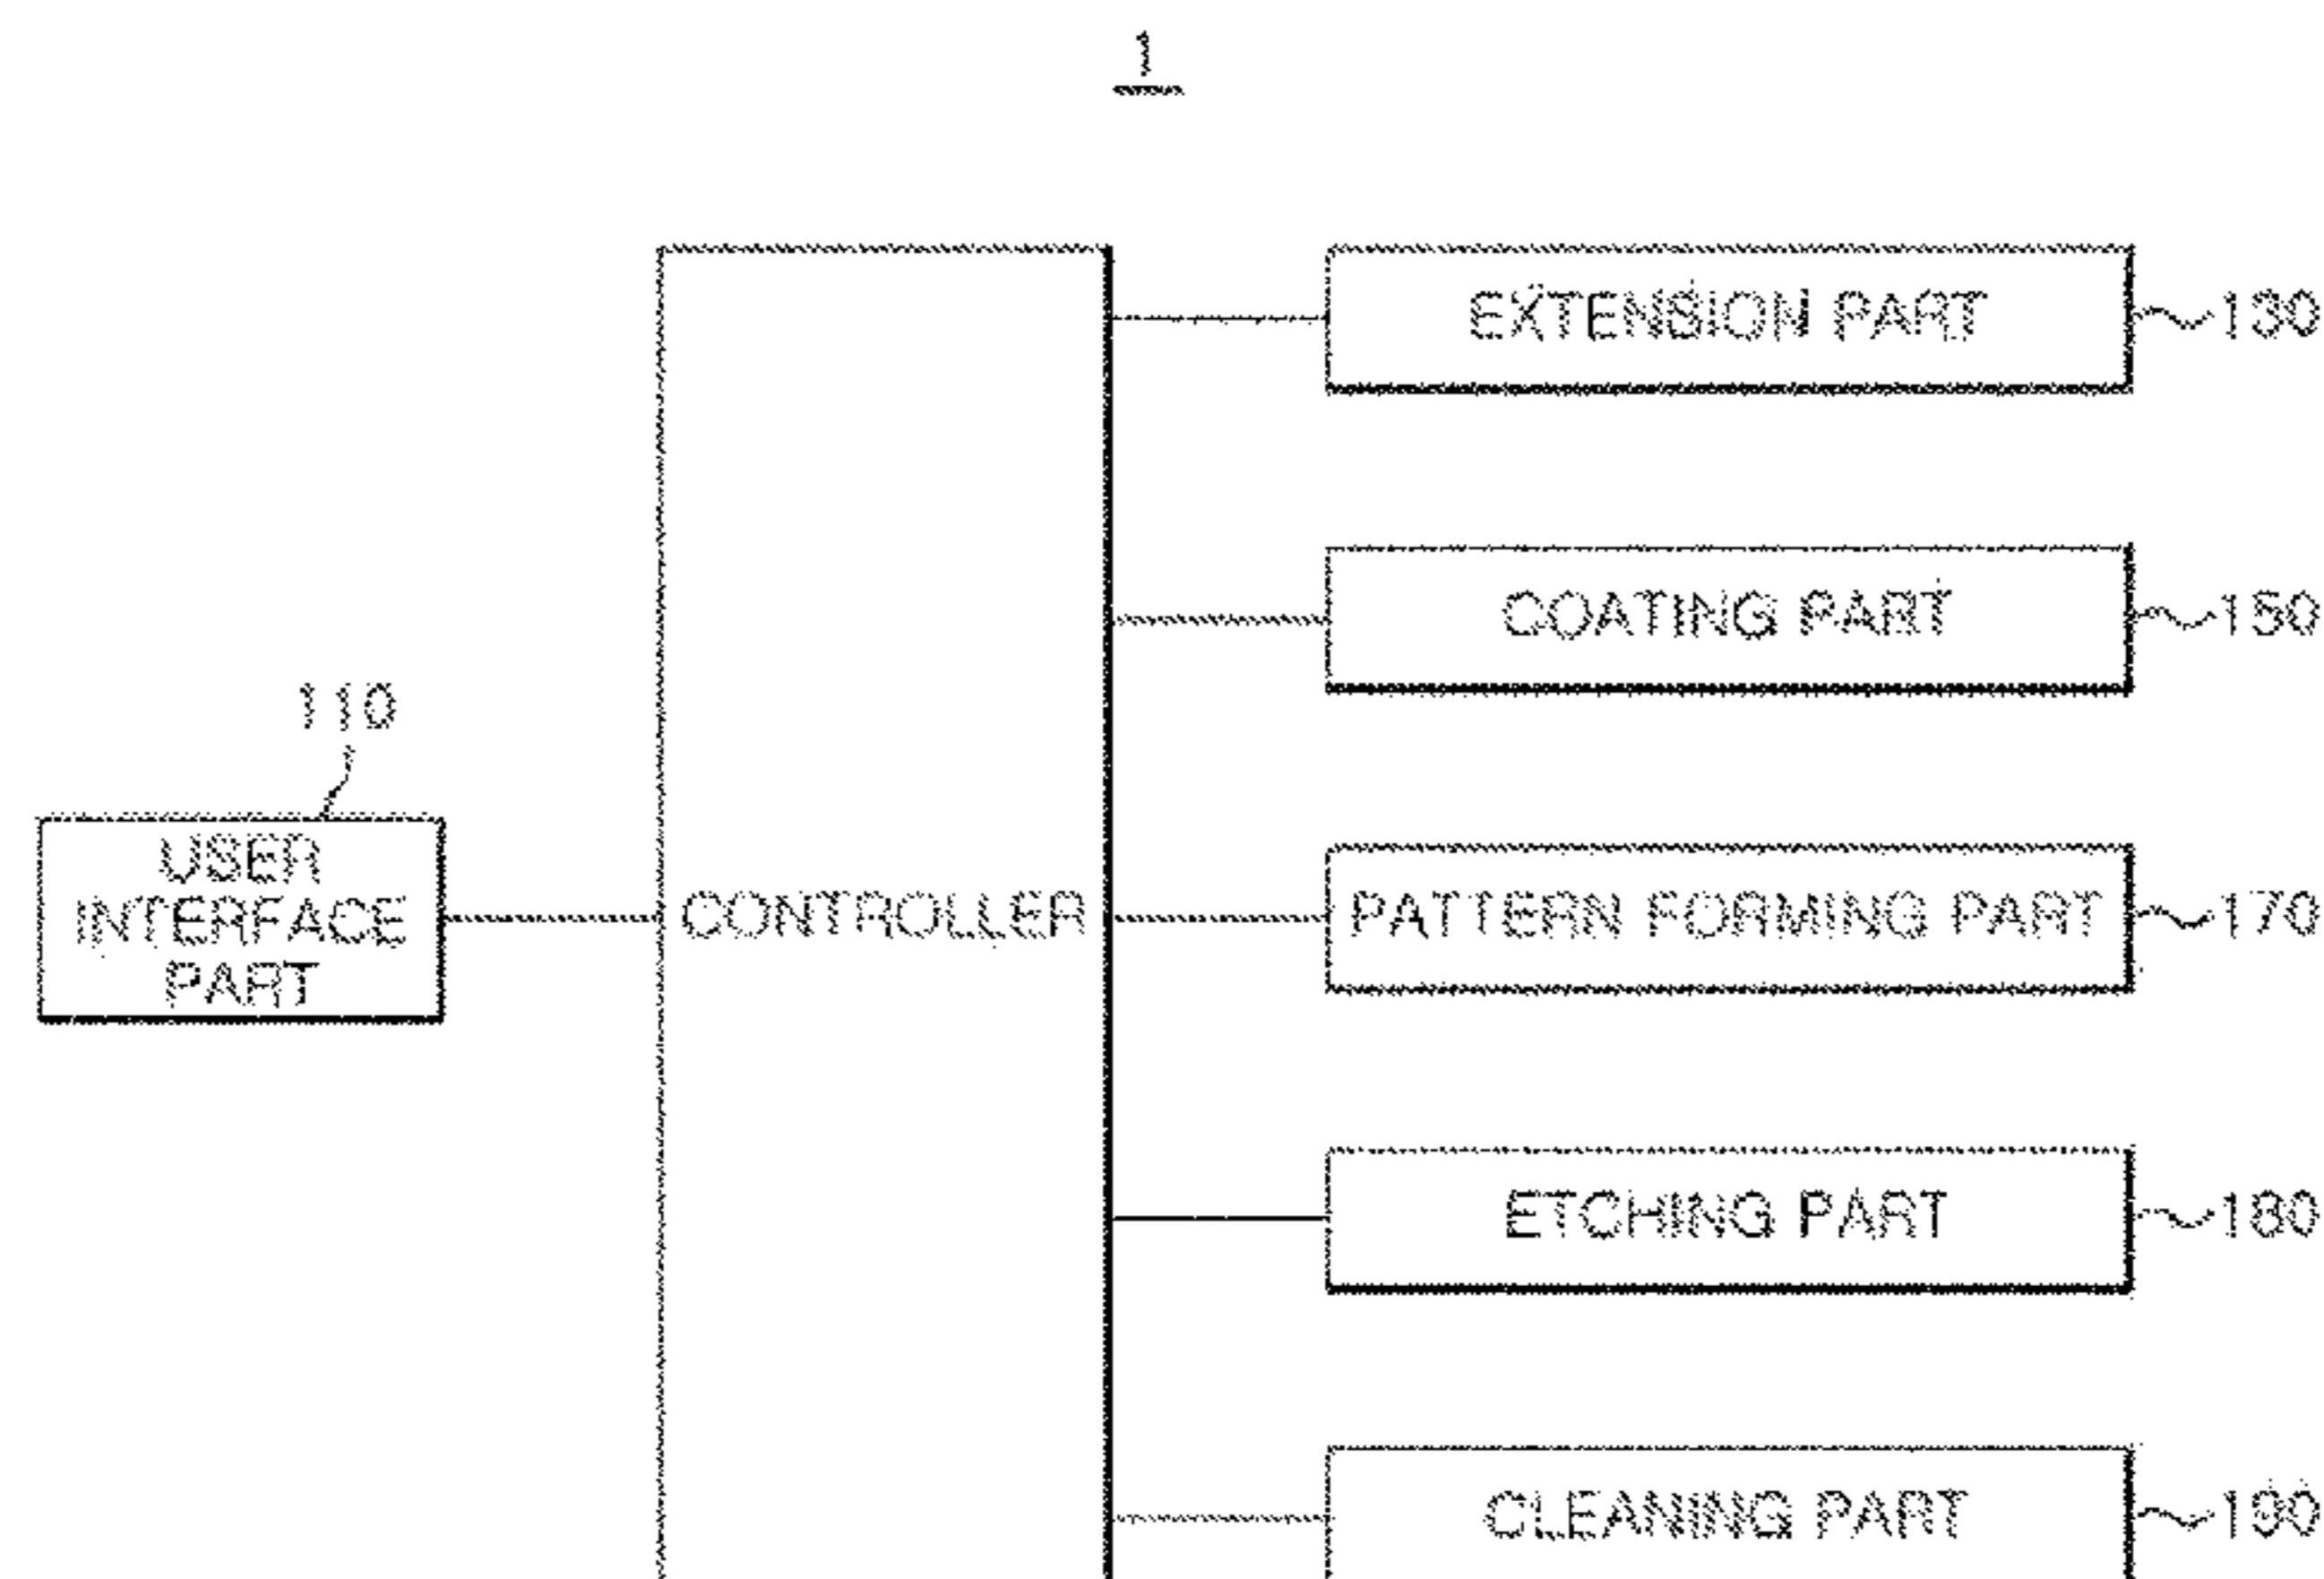 1
EXTENSION PART
130
COATING PART
150
110
USER
INTERFACE
PART
CONTROLLER
PATTERN FORMING PART
170
ETCHING PART
180
CLEANING PART
190